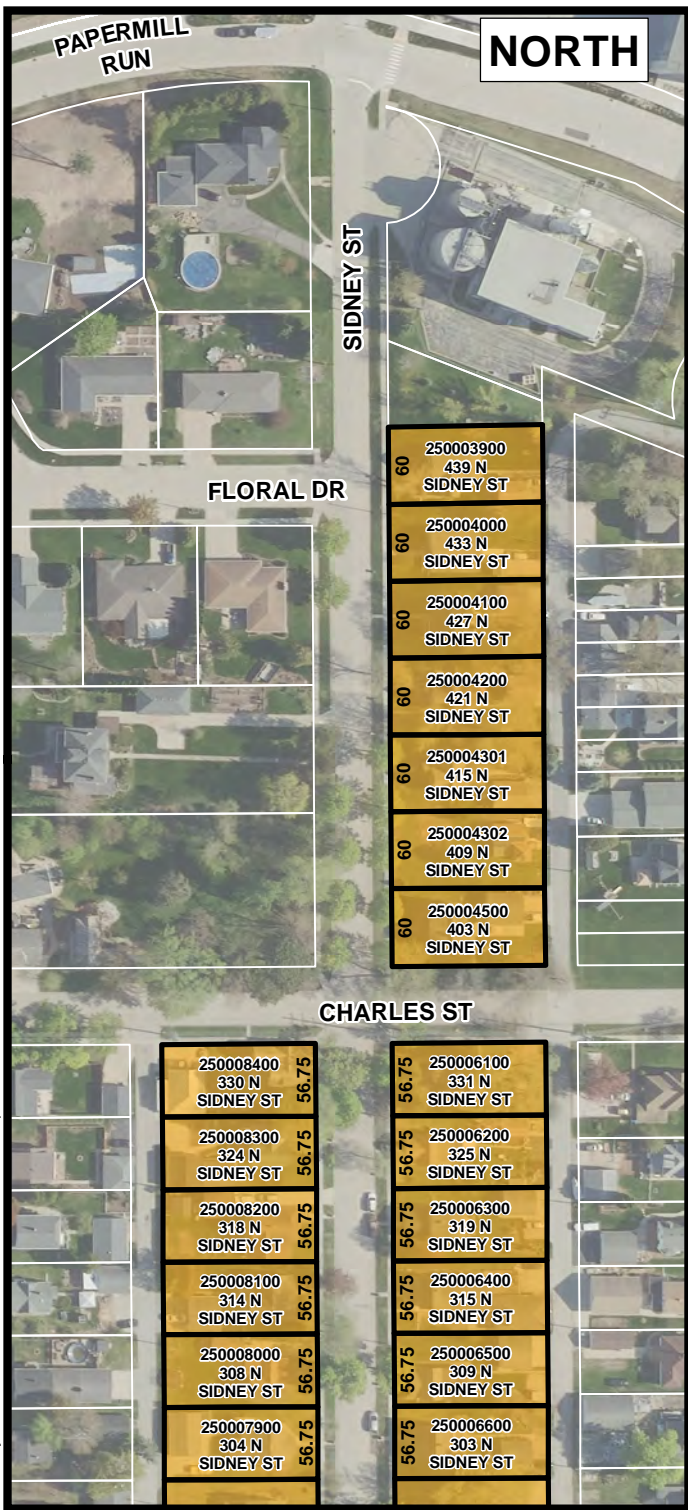 PAPERMILL
RUN
NORTH
SIDNEY ST
FLORAL DR
60
250003900
439 N
SIDNEY ST
60
250004000
433 N
SIDNEY ST
60
250004100
427 N
SIDNEY ST
60
250004200
421 N
SIDNEY ST
60
250004301
415 N
SIDNEY ST
60
250004302
409 N
SIDNEY ST
60
250004500
403 N
SIDNEY ST
CHARLES ST
250008400
330 N
SIDNEY ST
56.75
56.75
250006100
331 N
SIDNEY ST
250008300
324 N
SIDNEY ST
56.75
56.75
250006200
325 N
SIDNEY ST
250008200
318 N
SIDNEY ST
56.75
56.75
250006300
319 N
SIDNEY ST
250008100
314 N
SIDNEY ST
56.75
56.75
250006400
315 N
SIDNEY ST
250008000
308 N
SIDNEY ST
56.75
56.75
250006500
309 N
SIDNEY ST
250007900
304 N
SIDNEY ST
56.75
56.75
250006600
303 N
SIDNEY ST